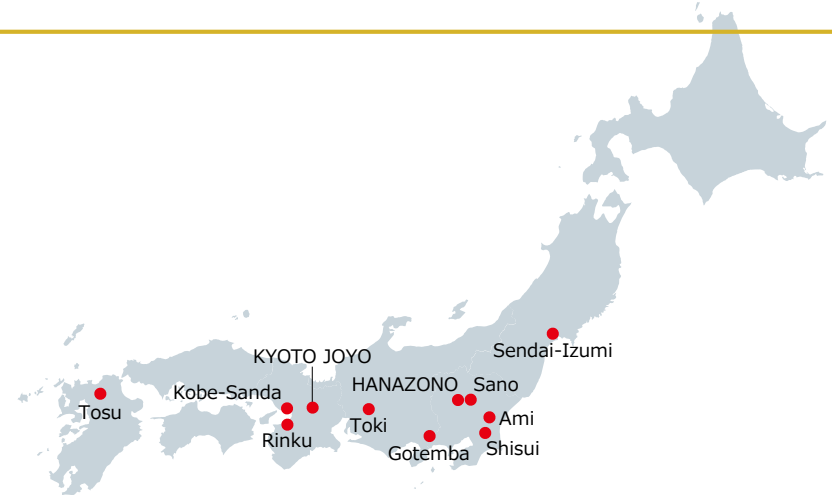 Sendai-Izumi
KYOTO JOYO
HANAZONO
Sano
Kobe-Sanda
Tosu
Toki
Ami
Rinku
Gotemba
Shisui